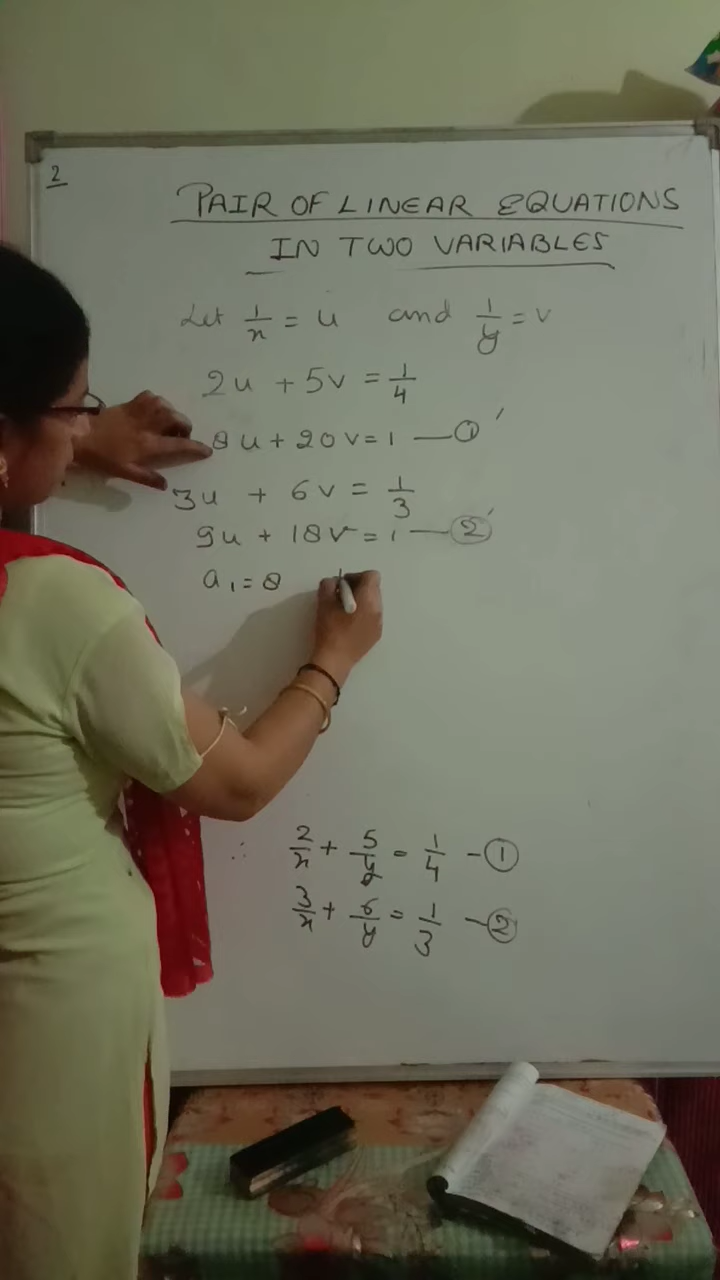 2
PAIR OF LINEAR EQUATIONS
IN TWO VARIABLES
Let 1/x = u and 1/y = v
2u + 5v = 1/4
8u + 20v = 1 — ①'
3u + 6v = 1/3
9u + 18v = 1 — ②'
a₁ = 8
∴ 2/x + 5/y = 1/4 - ①
3/x + 6/y = 1/3 - ②